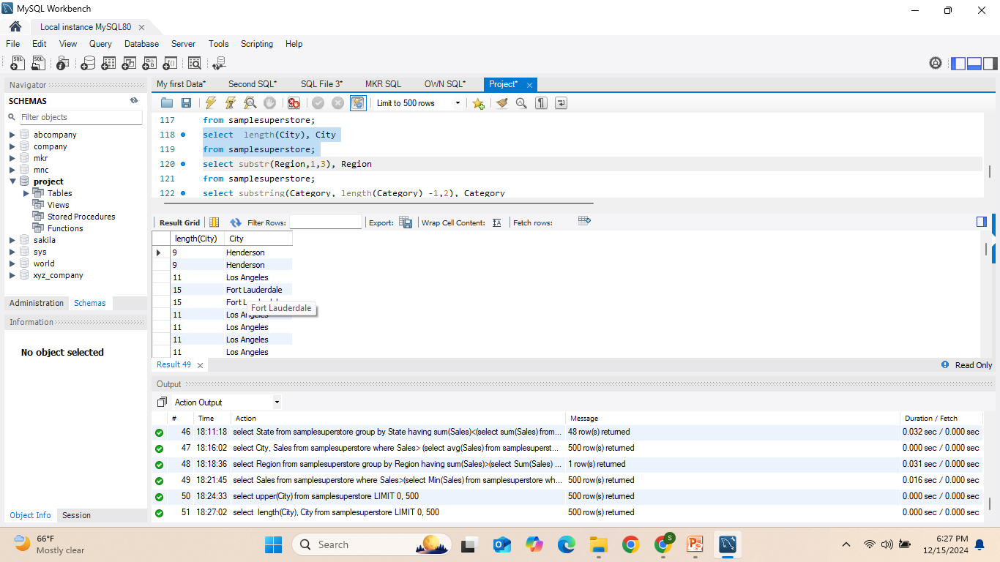 MySQL Workbench
Local instance MySQL80
File Edit View Query Database Server Tools Scripting Help
Navigator
SCHEMAS
Filter objects
abcompany
company
mkr
mnc
project
Tables
Views
Stored Procedures
Functions
sakila
sys
world
xyz_company
Administration Schemas
Information
No object selected
Object Info Session
My first Data* Second SQL* SQL File 3* MKR SQL OWN SQL* Project*
Limit to 500 rows
117 from samplesuperstore;
118 select length(City), City
119 from samplesuperstore;
120 select substr(Region,1,3), Region
121 from samplesuperstore;
122 select substring(Category, length(Category) -1,2), Category
Result Grid Filter Rows: Export: Wrap Cell Content: Fetch rows:
length(City) City
9 Henderson
9 Henderson
11 Los Angeles
15 Fort Lauderdale
15 Fort
Fort Lauderdale
11 Los Angeles
11 Los Angeles
11 Los Angeles
11 Los Angeles
Result 49 Read Only
Output
Action Output
# Time Action Message Duration / Fetch
46 18:11:18 select State from samplesuperstore group by State having sum(Sales)<(select sum(Sales) from... 48 row(s) returned 0.032 sec / 0.000 sec
47 18:16:02 select City, Sales from samplesuperstore where Sales> (select avg(Sales) from samplesuperst... 500 row(s) returned 0.000 sec / 0.000 sec
48 18:18:36 select Region from samplesuperstore group by Region having sum(Sales)>(select Sum(Sales) ... 1 row(s) returned 0.031 sec / 0.000 sec
49 18:21:45 select Sales from samplesuperstore where Sales>(select Min(Sales) from samplesuperstore wh... 500 row(s) returned 0.016 sec / 0.000 sec
50 18:24:33 select upper(City) from samplesuperstore LIMIT 0, 500 500 row(s) returned 0.000 sec / 0.000 sec
51 18:27:02 select length(City), City from samplesuperstore LIMIT 0, 500 500 row(s) returned 0.000 sec / 0.000 sec
66°F
Mostly clear
Search
6:27 PM
12/15/2024